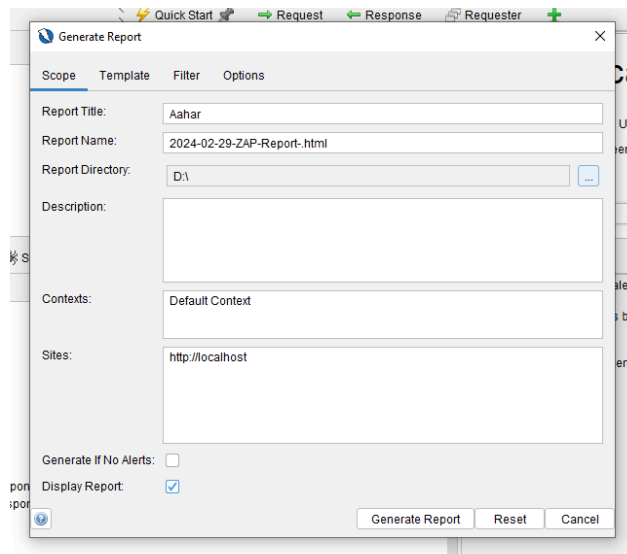 Quick Start Request Response Requester
Generate Report
Scope Template Filter Options
Report Title: Aahar
Report Name: 2024-02-29-ZAP-Report-.html
Report Directory: D:\ ...
Description:
Contexts: Default Context
Sites: http://localhost
Generate If No Alerts:
Display Report:
Generate Report Reset Cancel